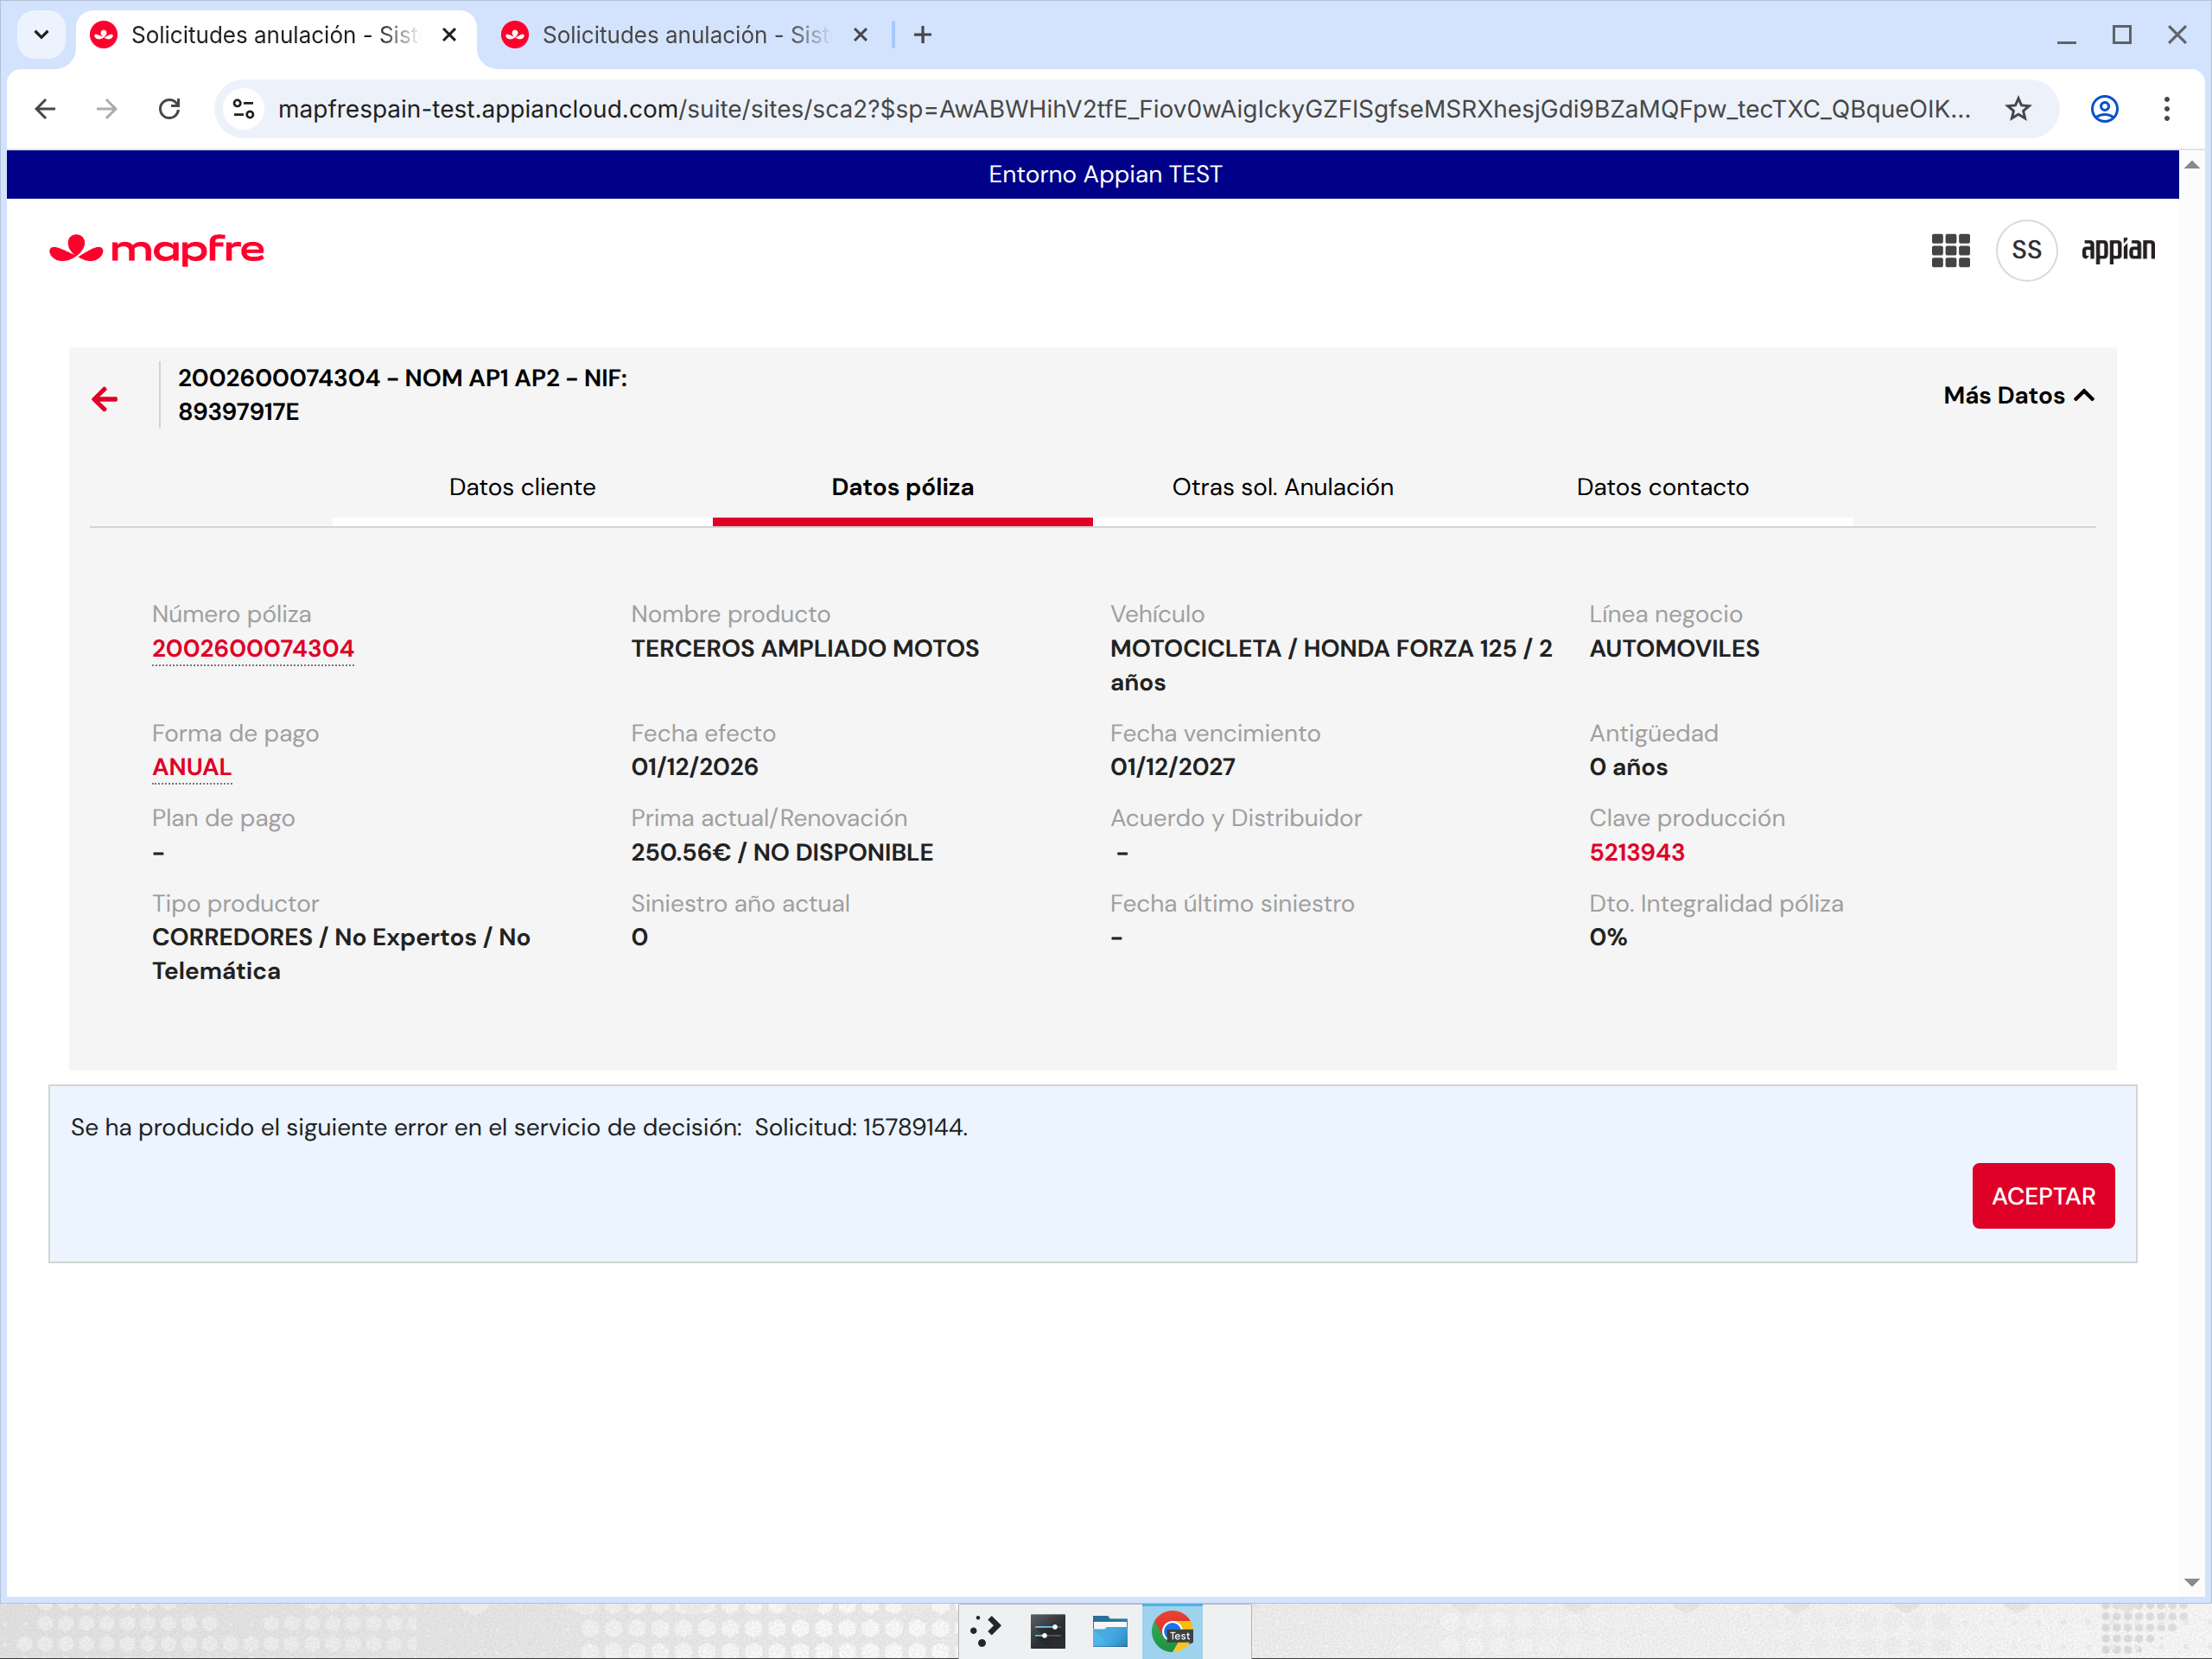 Solicitudes anulación - Sist
Solicitudes anulación - Sist
mapfrespain-test.appiancloud.com/suite/sites/sca2?$sp=AwABWHihV2tfE_Fiov0wAigIckyGZFlSgfseMSRXhesjGdi9BZaMQFpw_tecTXC_QBqueOIK...
Entorno Appian TEST
mapfre
SS
appian
2002600074304 - NOM AP1 AP2 - NIF:
89397917E
Más Datos
Datos cliente
Datos póliza
Otras sol. Anulación
Datos contacto
Número póliza
Nombre producto
Vehículo
Línea negocio
2002600074304
TERCEROS AMPLIADO MOTOS
MOTOCICLETA / HONDA FORZA 125 / 2
años
AUTOMOVILES
Forma de pago
Fecha efecto
Fecha vencimiento
Antigüedad
ANUAL
01/12/2026
01/12/2027
0 años
Plan de pago
Prima actual/Renovación
Acuerdo y Distribuidor
Clave producción
-
250.56€ / NO DISPONIBLE
-
5213943
Tipo productor
Siniestro año actual
Fecha último siniestro
Dto. Integralidad póliza
CORREDORES / No Expertos / No
Telemática
0
-
0%
Se ha producido el siguiente error en el servicio de decisión:  Solicitud: 15789144.
ACEPTAR
Test